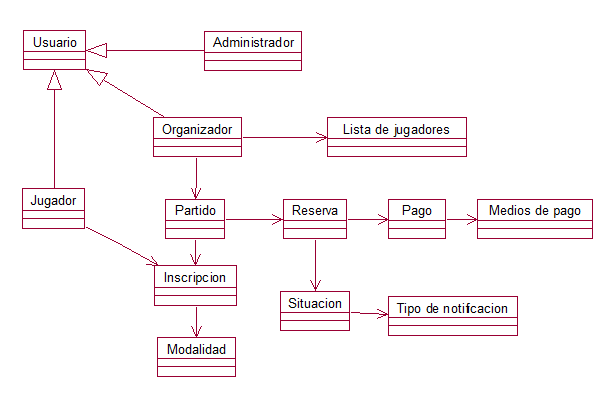 Usuario
Administrador
Organizador
Lista de jugadores
Jugador
Partido
Reserva
Pago
Medios de pago
Inscripcion
Situacion
Tipo de notificacion
Modalidad